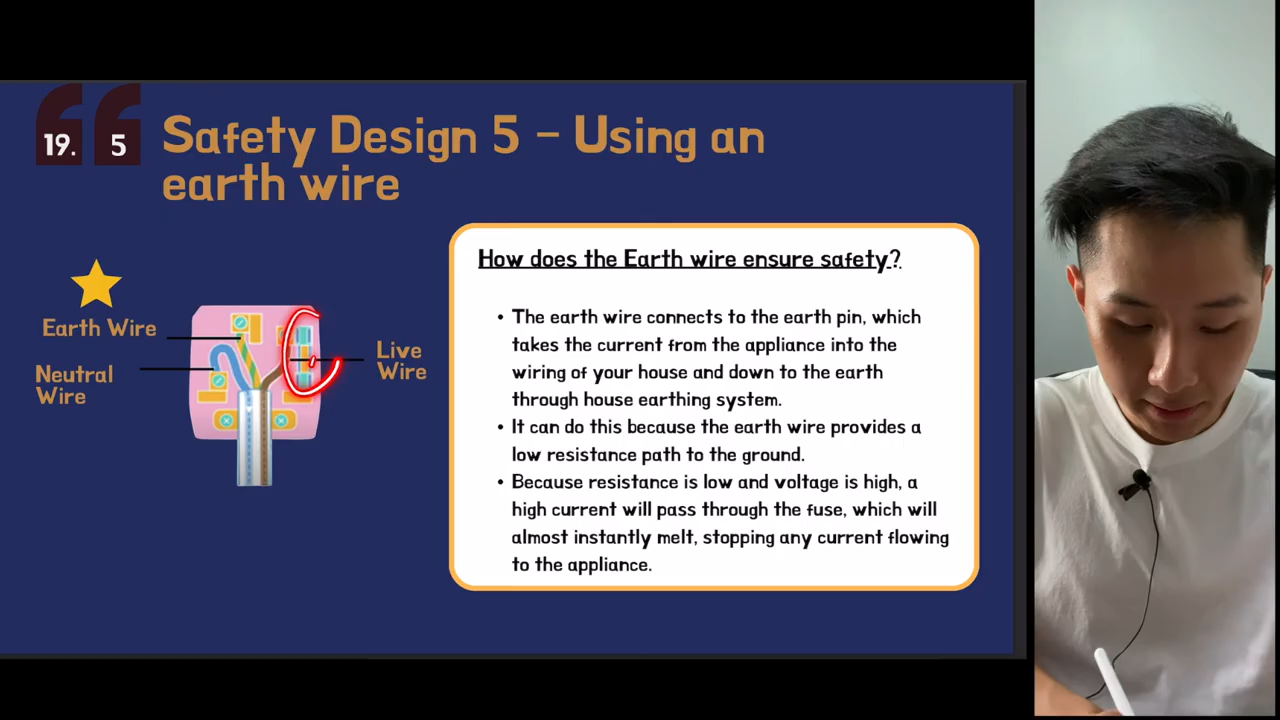 19. 5
Safety Design 5 – Using an
earth wire
Earth Wire
Neutral
Wire
Live
Wire
How does the Earth wire ensure safety?
• The earth wire connects to the earth pin, which
takes the current from the appliance into the
wiring of your house and down to the earth
through house earthing system.
• It can do this because the earth wire provides a
low resistance path to the ground.
• Because resistance is low and voltage is high, a
high current will pass through the fuse, which will
almost instantly melt, stopping any current flowing
to the appliance.